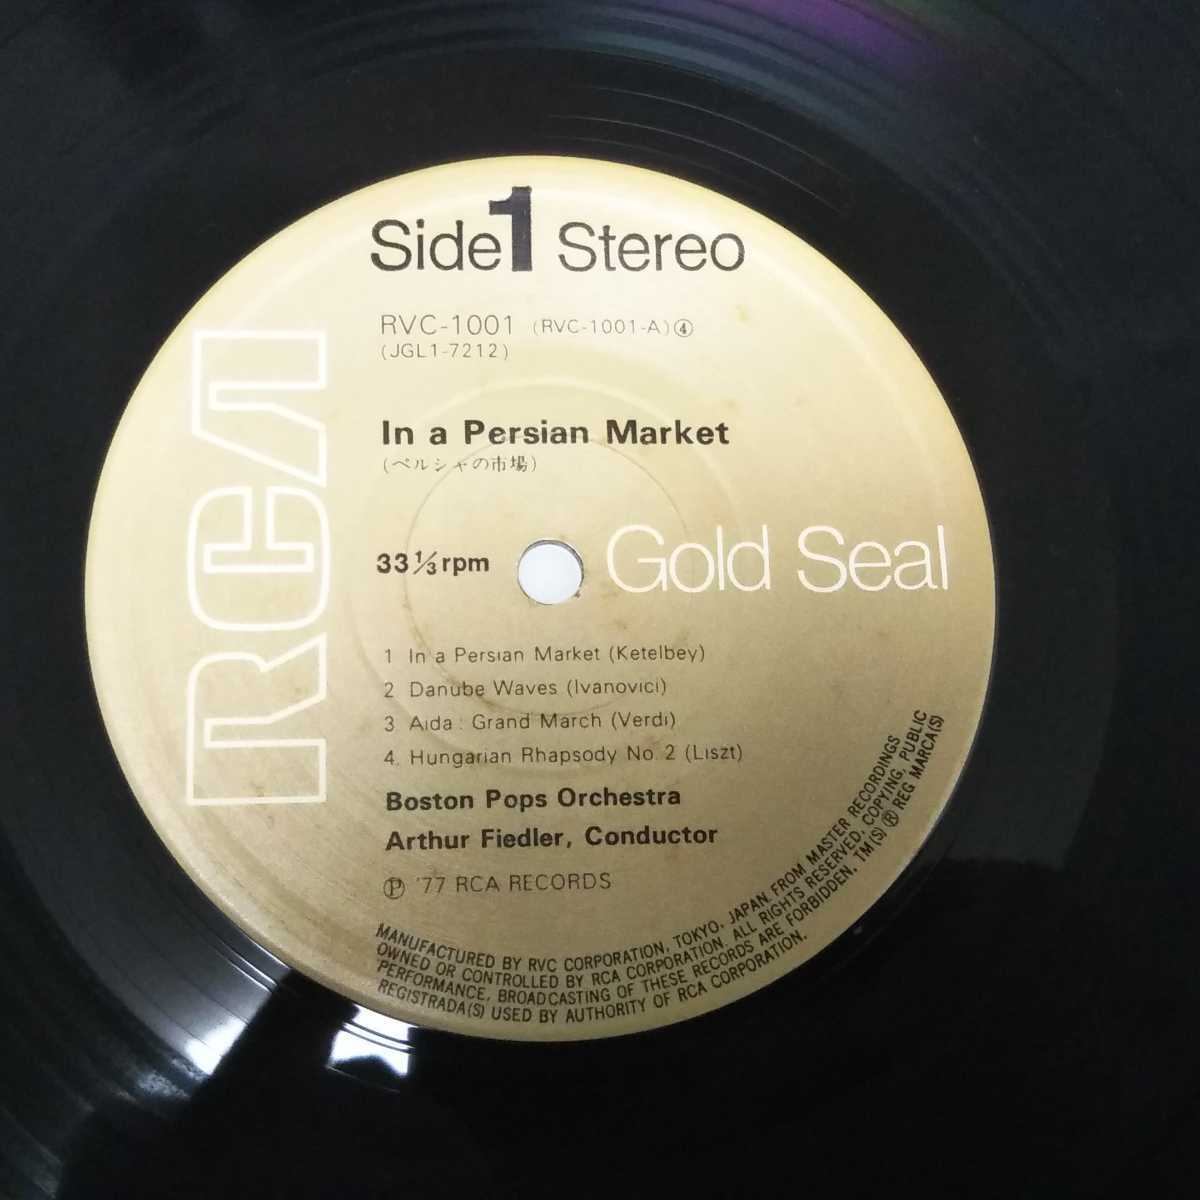 Side 1 Stereo
RVC-1001 (RVC-1001-A)④
(JGL1-7212)
In a Persian Market
(ペルシャの市場)
RCA
33 1/3 rpm
Gold Seal
1 In a Persian Market (Ketelbey)
2 Danube Waves (Ivanovici)
3 Aida : Grand March (Verdi)
4. Hungarian Rhapsody No. 2 (Liszt)
Boston Pops Orchestra
Arthur Fiedler, Conductor
Ⓟ '77 RCA RECORDS
MANUFACTURED BY RVC CORPORATION, TOKYO, JAPAN, FROM MASTER RECORDINGS
OWNED OR CONTROLLED BY RCA CORPORATION. ALL RIGHTS RESERVED. COPYING, PUBLIC
PERFORMANCE, BROADCASTING OF THESE RECORDS ARE FORBIDDEN. TM(S) ® REG MARCA(S)
REGISTRADA(S) USED BY AUTHORITY OF RCA CORPORATION.